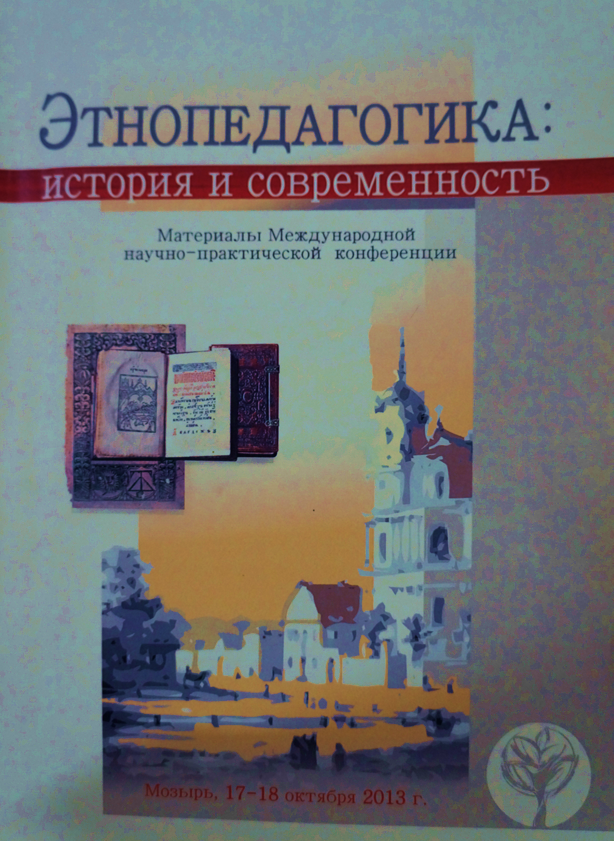 ЭТНОПЕДАГОГИКА:
ИСТОРИЯ И СОВРЕМЕННОСТЬ
Материалы Международной
научно-практической конференции
Мозырь, 17-18 октября 2013 г.